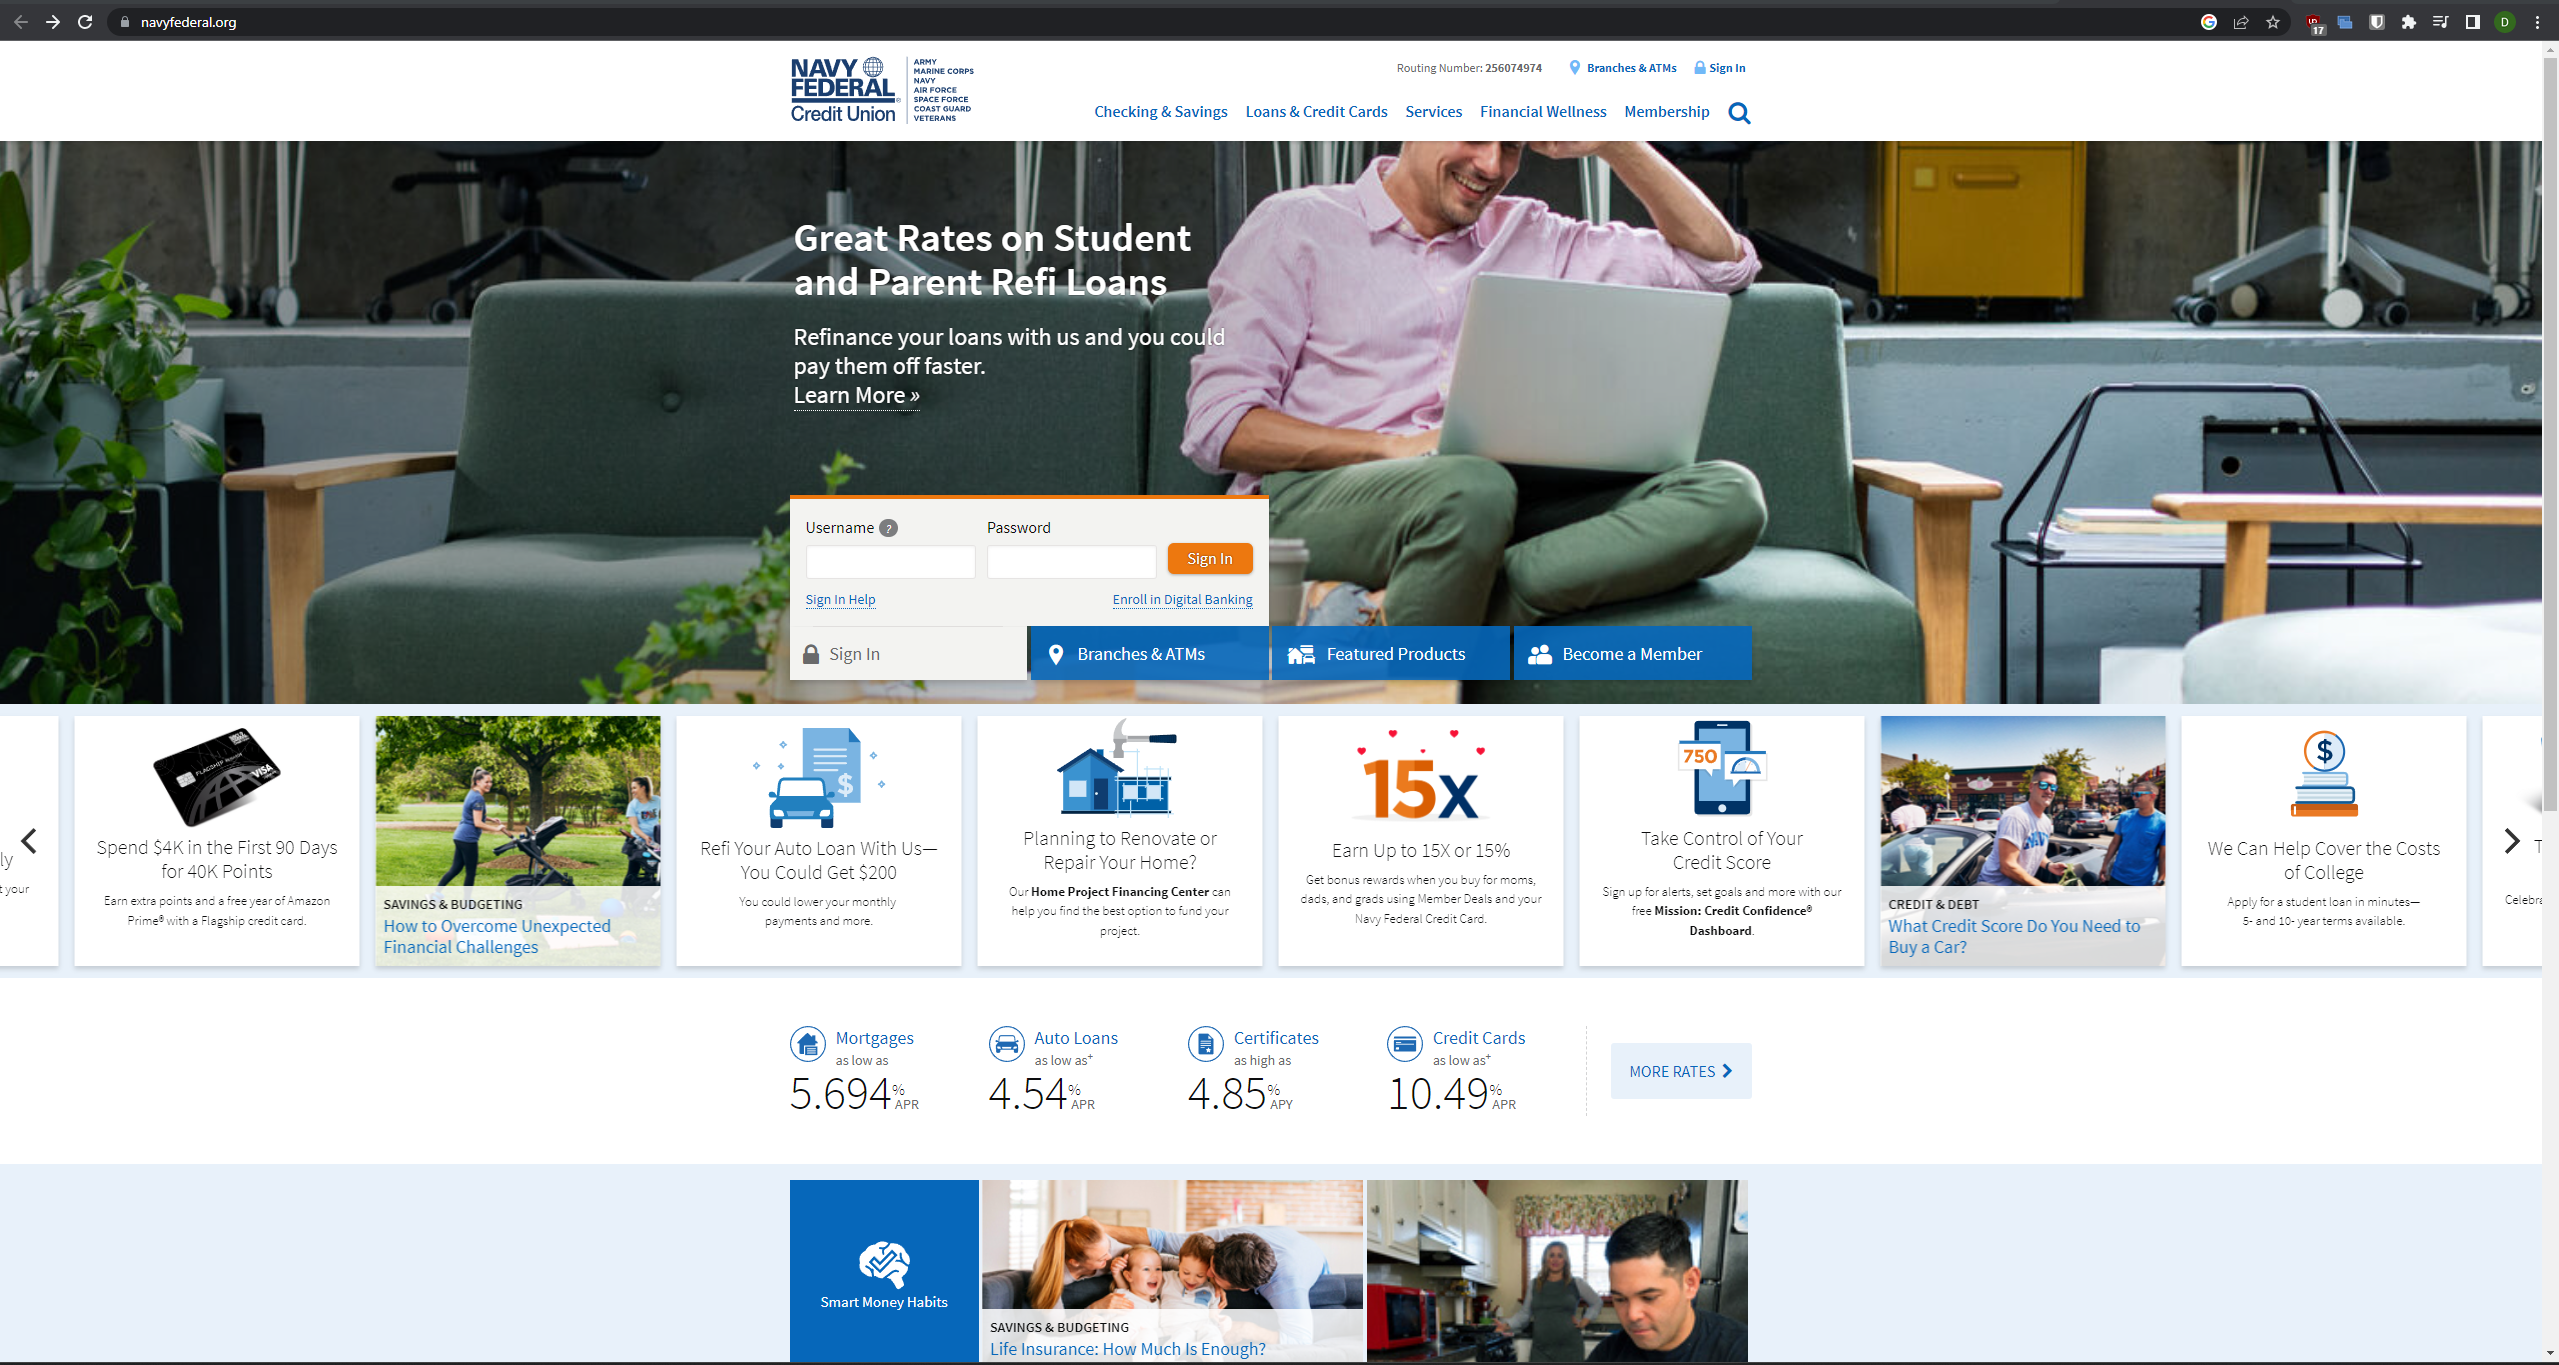 navyfederal.org
17
D
NAVY
FEDERAL
Credit Union
ARMY
MARINE CORPS
NAVY
AIR FORCE
SPACE FORCE
COAST GUARD
VETERANS
Routing Number: 256074974
Branches & ATMs
Sign In
Checking & Savings
Loans & Credit Cards
Services
Financial Wellness
Membership
Great Rates on Student
and Parent Refi Loans
Refinance your loans with us and you could
pay them off faster.
Learn More »
Username ?
Password
Sign In
Sign In Help
Enroll in Digital Banking
Sign In
Branches & ATMs
Featured Products
Become a Member
ly
t your
FLAGSHIP
VISA
Spend $4K in the First 90 Days
for 40K Points
Earn extra points and a free year of Amazon
Prime® with a Flagship credit card.
SAVINGS & BUDGETING
How to Overcome Unexpected
Financial Challenges
$
Refi Your Auto Loan With Us—
You Could Get $200
You could lower your monthly
payments and more.
Planning to Renovate or
Repair Your Home?
Our Home Project Financing Center can
help you find the best option to fund your
project.
15x
Earn Up to 15X or 15%
Get bonus rewards when you buy for moms,
dads, and grads using Member Deals and your
Navy Federal Credit Card.
750
Take Control of Your
Credit Score
Sign up for alerts, set goals and more with our
free Mission: Credit Confidence®
Dashboard.
CREDIT & DEBT
What Credit Score Do You Need to
Buy a Car?
$
We Can Help Cover the Costs
of College
Apply for a student loan in minutes—
5- and 10- year terms available.
T
Celebra
Mortgages
as low as
5.694% APR
Auto Loans
as low as+
4.54% APR
Certificates
as high as
4.85% APY
Credit Cards
as low as+
10.49% APR
MORE RATES
Smart Money Habits
SAVINGS & BUDGETING
Life Insurance: How Much Is Enough?